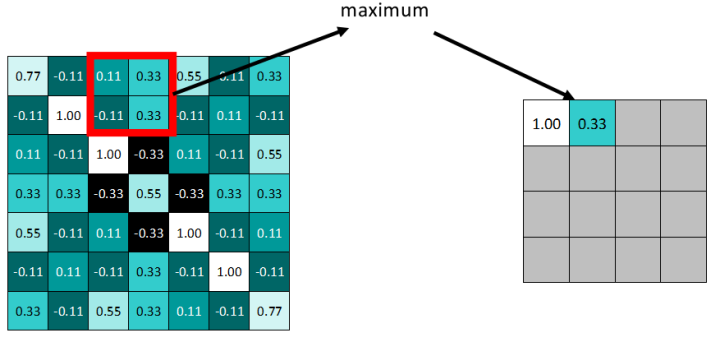 maximum
0.77 -0.11 0.11 0.33 0.55 -0.11 0.33
-0.11 1.00 -0.11 0.33 -0.11 0.11 -0.11
0.11 -0.11 1.00 -0.33 0.11 -0.11 0.55
0.33 0.33 -0.33 0.55 -0.33 0.33 0.33
0.55 -0.11 0.11 -0.33 1.00 -0.11 0.11
-0.11 0.11 -0.11 0.33 -0.11 1.00 -0.11
0.33 -0.11 0.55 0.33 0.11 -0.11 0.77
1.00 0.33